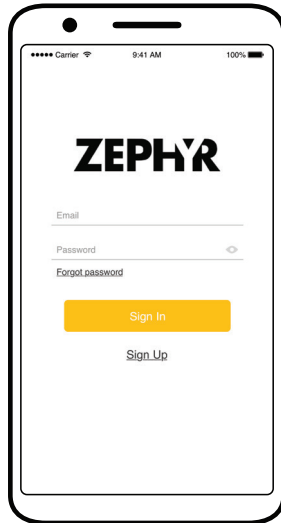 Carrier 9:41 AM 100%
ZEPHYR
Email
Password
Forgot password
Sign In
Sign Up